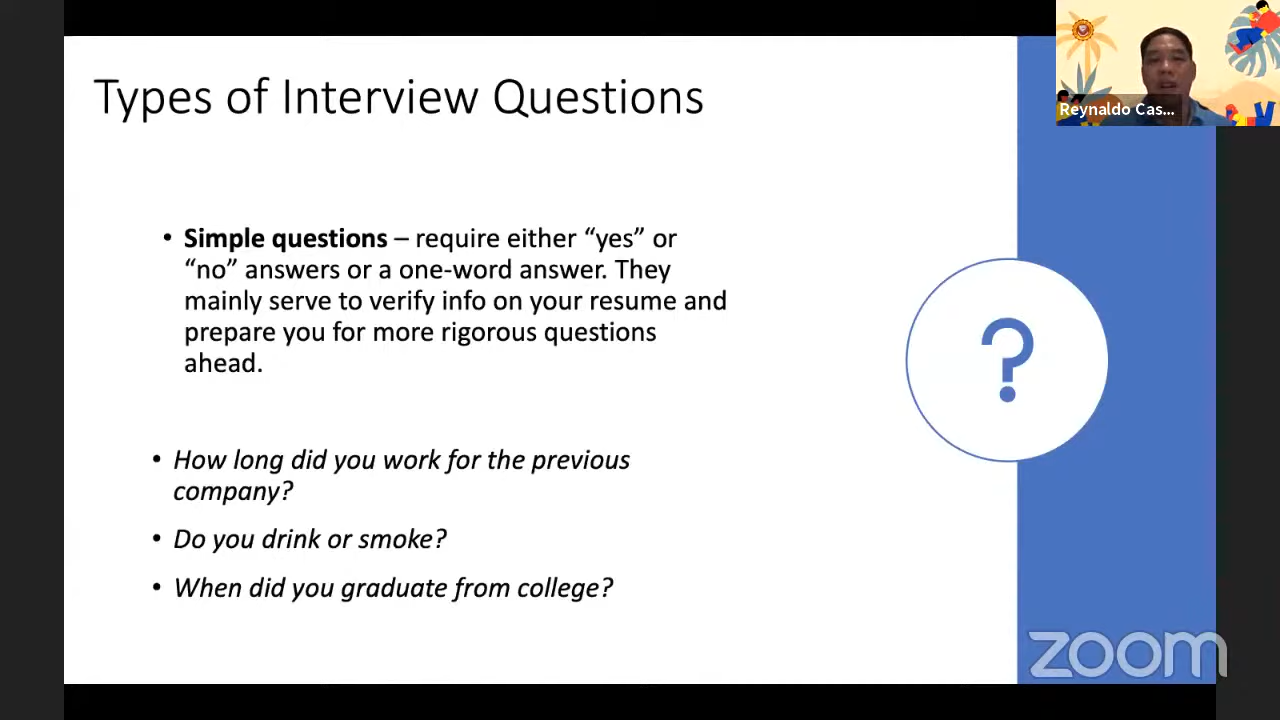 Types of Interview Questions
Reynaldo Cas...
• Simple questions – require either “yes” or
“no” answers or a one-word answer. They
mainly serve to verify info on your resume and
prepare you for more rigorous questions
ahead.
?
• How long did you work for the previous
company?
• Do you drink or smoke?
• When did you graduate from college?
zoom